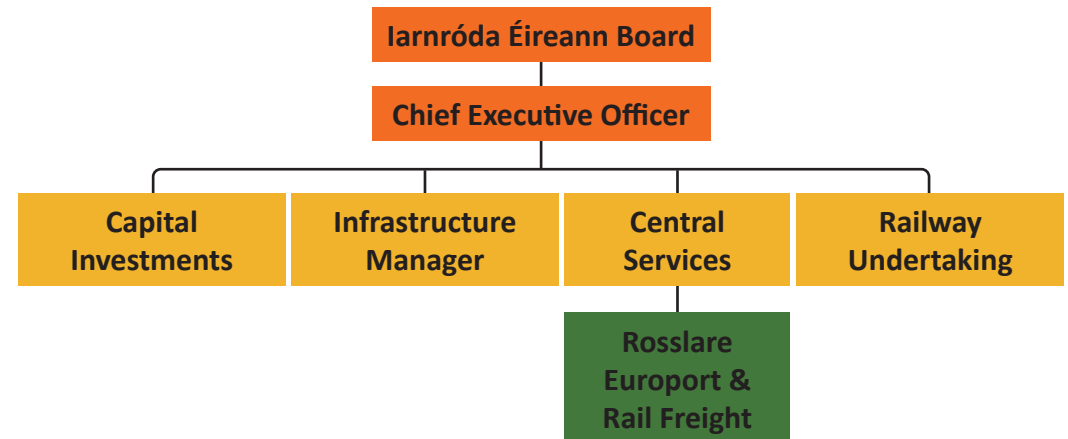 Iarnróda Éireann Board
Chief Executive Officer
Capital
Investments
Infrastructure
Manager
Central
Services
Railway
Undertaking
Rosslare
Europort &
Rail Freight